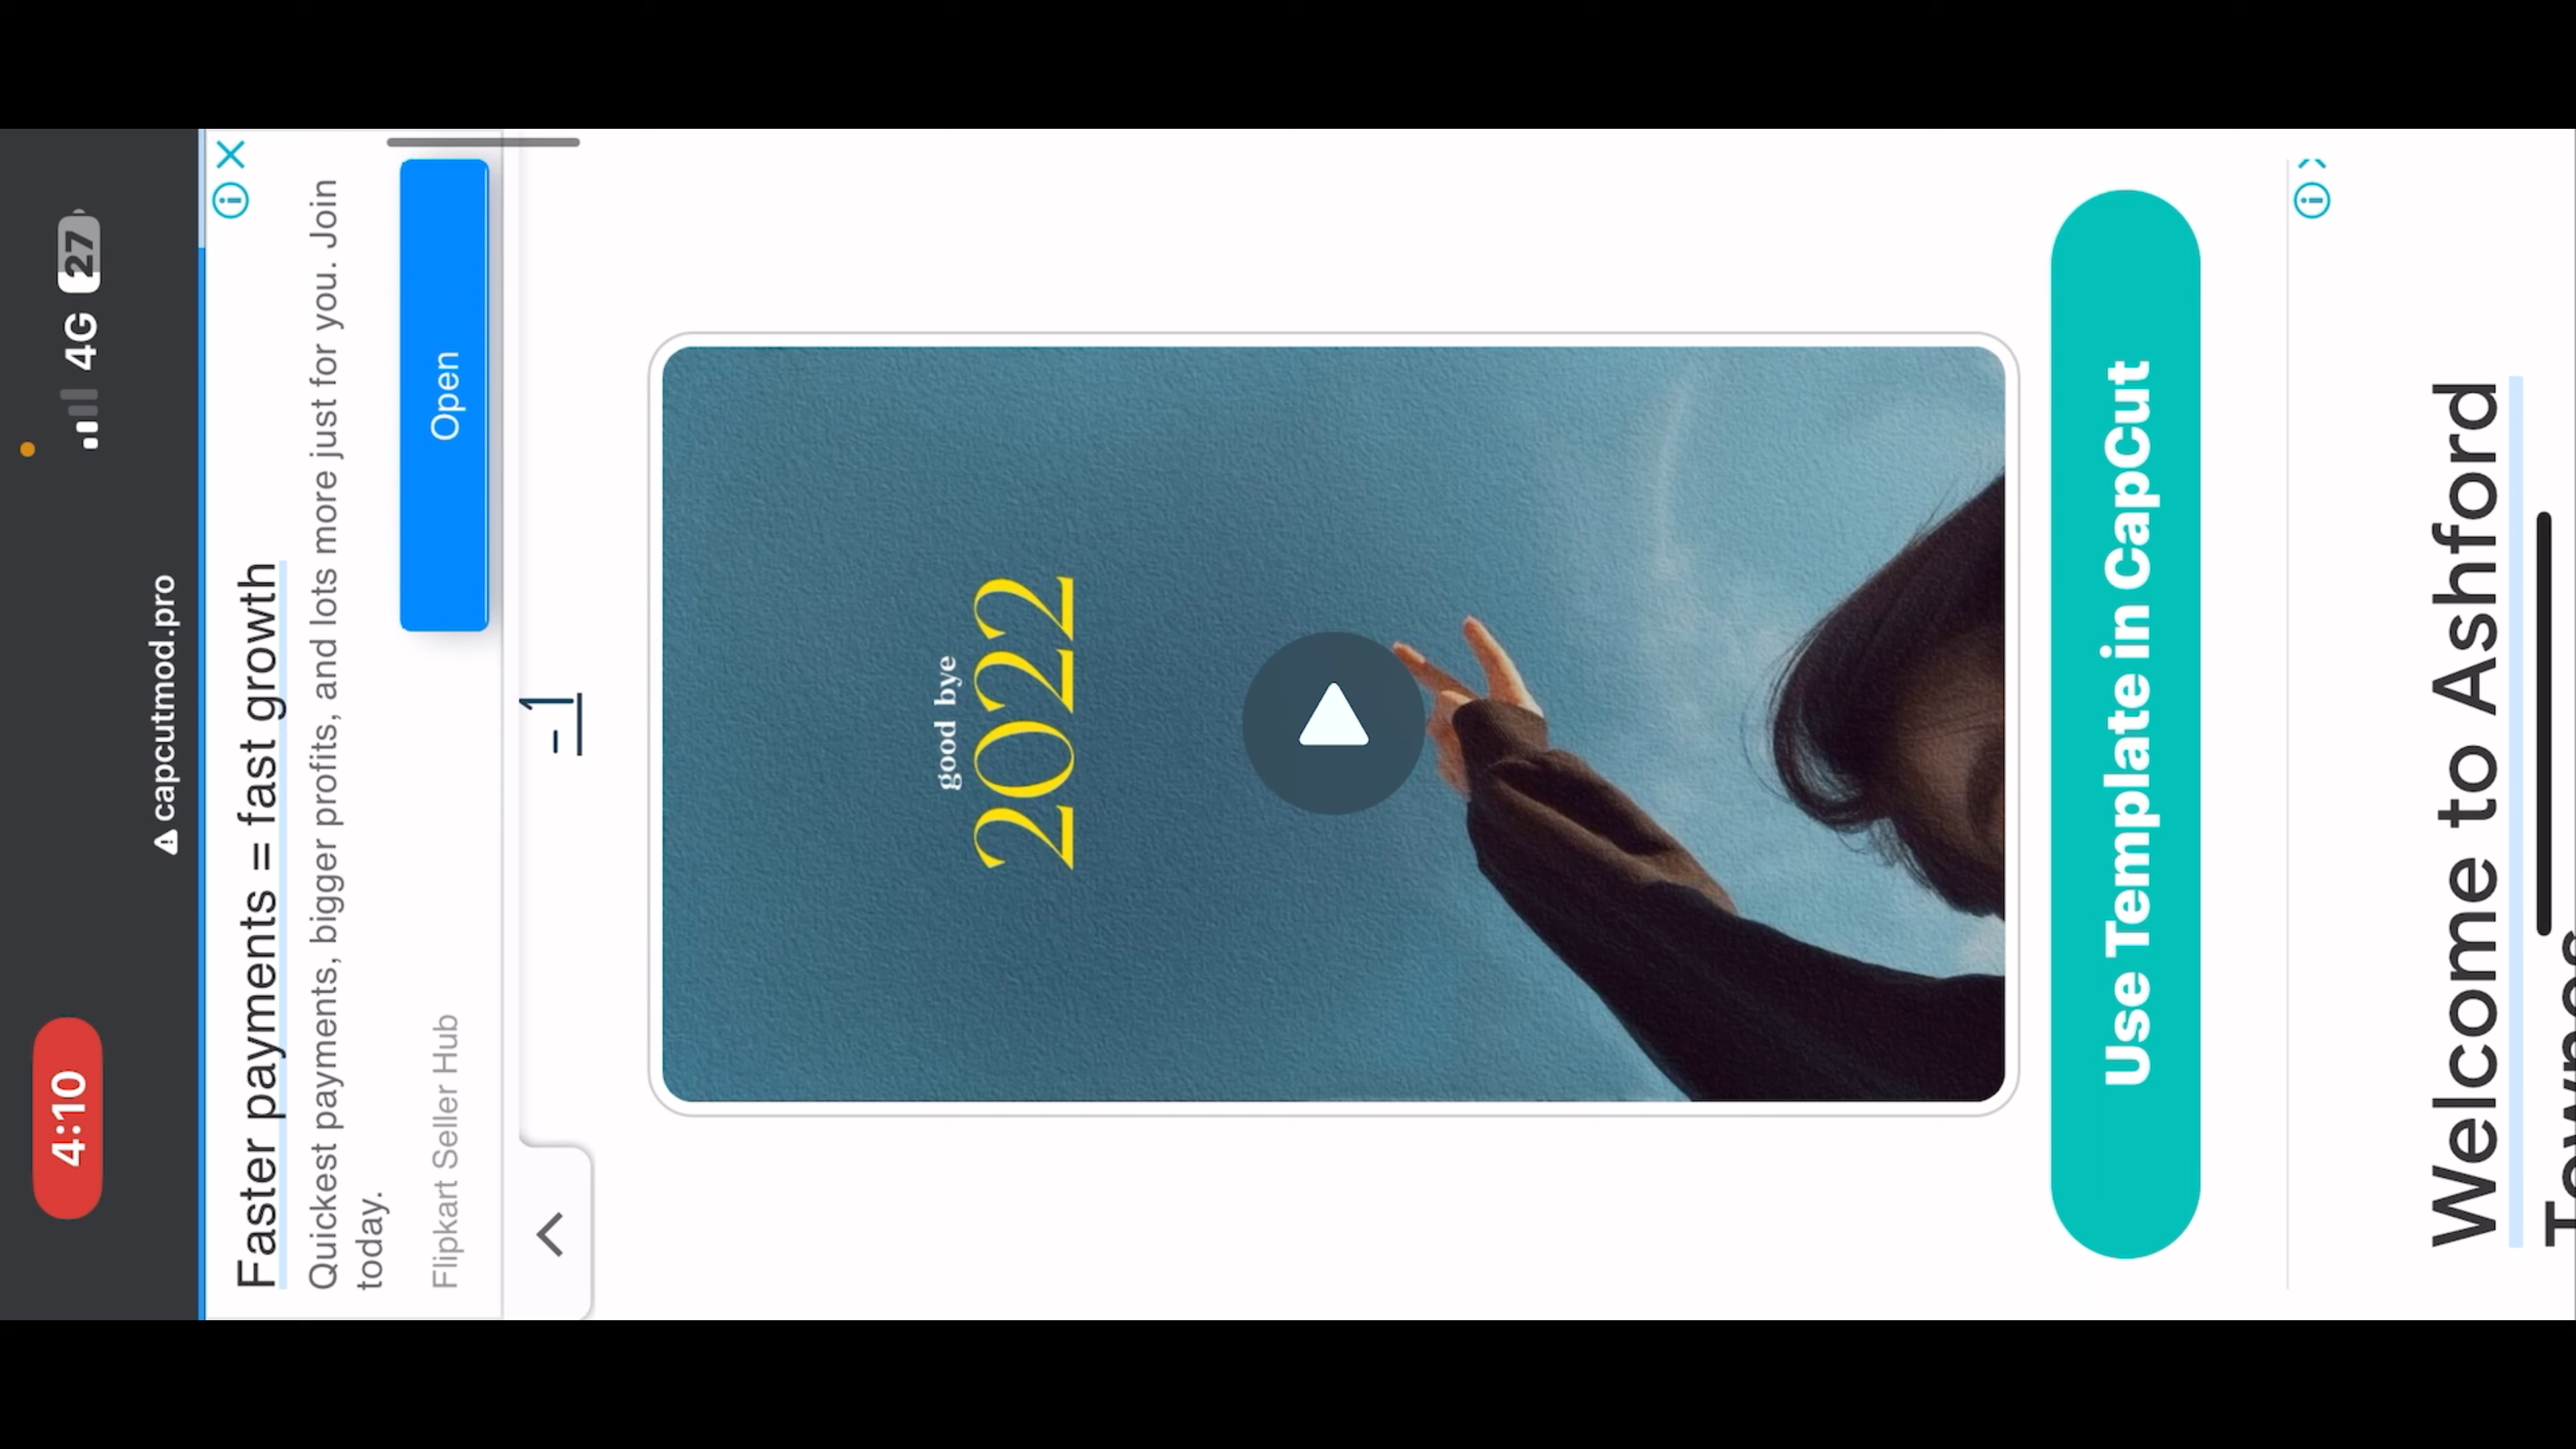 4:10
4G 27
capcutmod.pro
Faster payments = fast growth
Quickest payments, bigger profits, and lots more just for you. Join
today.
Flipkart Seller Hub
Open
-1
good bye
2022
Use Template in CapCut
Welcome to Ashford